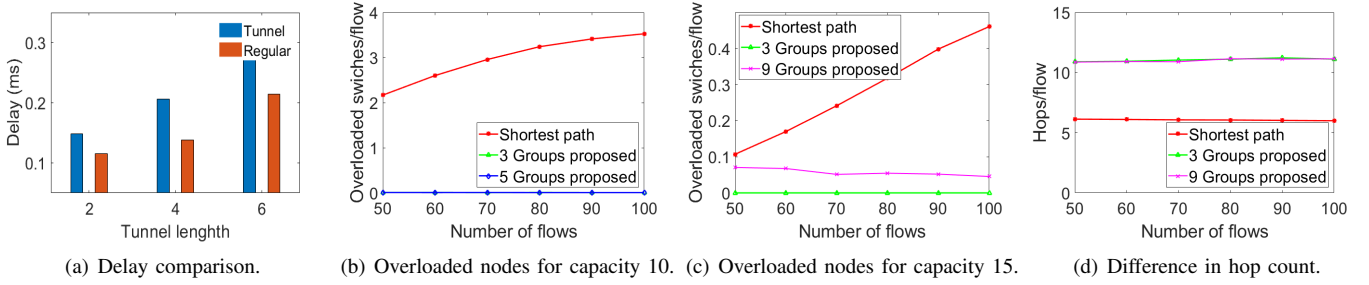 Delay (ms)
0.3
0.2
0.1
Tunnel
Regular
2 4 6
Tunnel lenghth
(a) Delay comparison.
Overloaded swiches/flow
4
3
2
1
0
Shortest path
3 Groups proposed
5 Groups proposed
50 60 70 80 90 100
Number of flows
(b) Overloaded nodes for capacity 10.
Overloaded swiches/flow
0.4
0.3
0.2
0.1
0
Shortest path
3 Groups proposed
9 Groups proposed
50 60 70 80 90 100
Number of flows
(c) Overloaded nodes for capacity 15.
Hops/flow
15
10
5
0
Shortest path
3 Groups proposed
9 Groups proposed
50 60 70 80 90 100
Number of flows
(d) Difference in hop count.